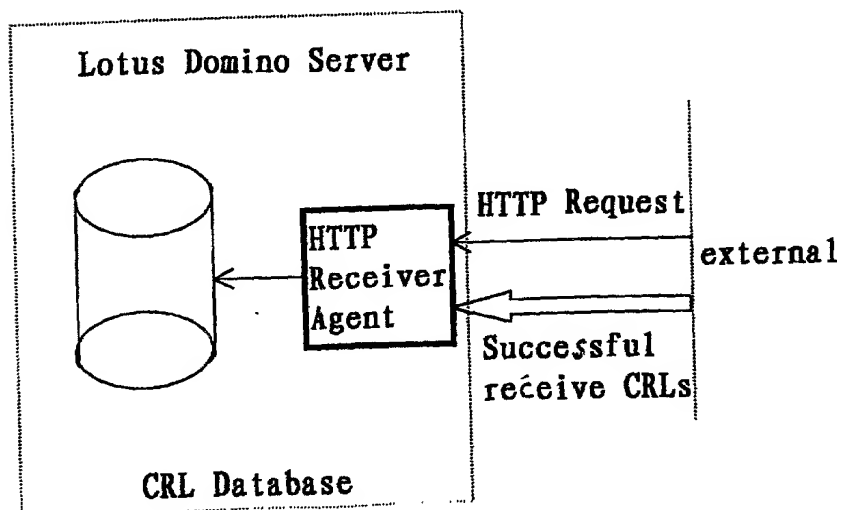 Lotus Domino Server
HTTP
Receiver
Agent
HTTP Request
external
Successful
receive CRLs
CRL Database